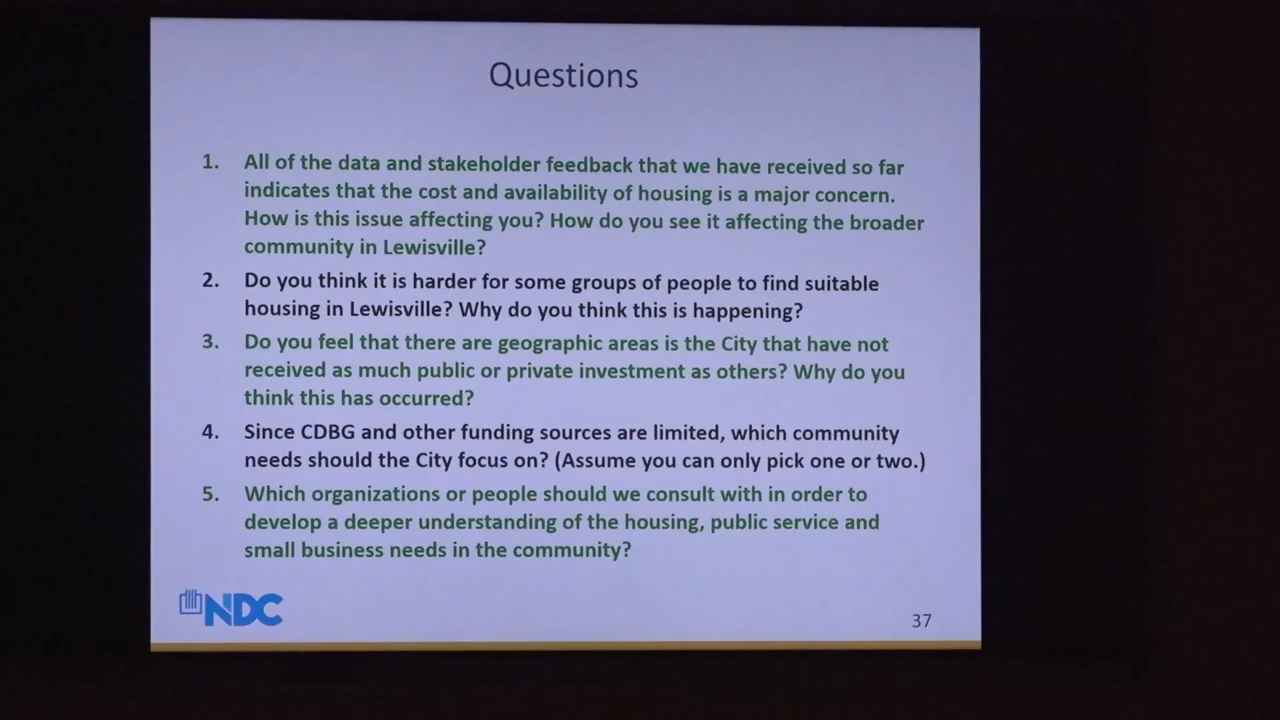 Questions
1. All of the data and stakeholder feedback that we have received so far
indicates that the cost and availability of housing is a major concern.
How is this issue affecting you? How do you see it affecting the broader
community in Lewisville?
2. Do you think it is harder for some groups of people to find suitable
housing in Lewisville? Why do you think this is happening?
3. Do you feel that there are geographic areas is the City that have not
received as much public or private investment as others? Why do you
think this has occurred?
4. Since CDBG and other funding sources are limited, which community
needs should the City focus on? (Assume you can only pick one or two.)
5. Which organizations or people should we consult with in order to
develop a deeper understanding of the housing, public service and
small business needs in the community?
NDC
37